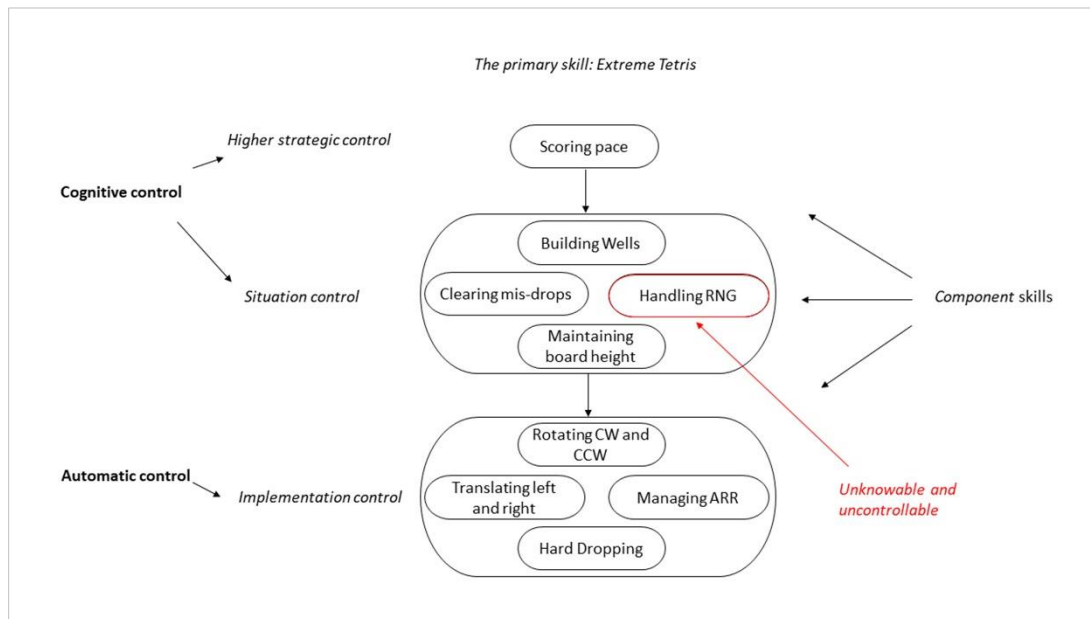 The primary skill: Extreme Tetris
Higher strategic control
Scoring pace
Cognitive control
Building Wells
Situation control
Clearing mis-drops
Handling RNG
Component skills
Maintaining
board height
Rotating CW and
CCW
Automatic control
Implementation control
Translating left
and right
Managing ARR
Unknowable and
uncontrollable
Hard Dropping